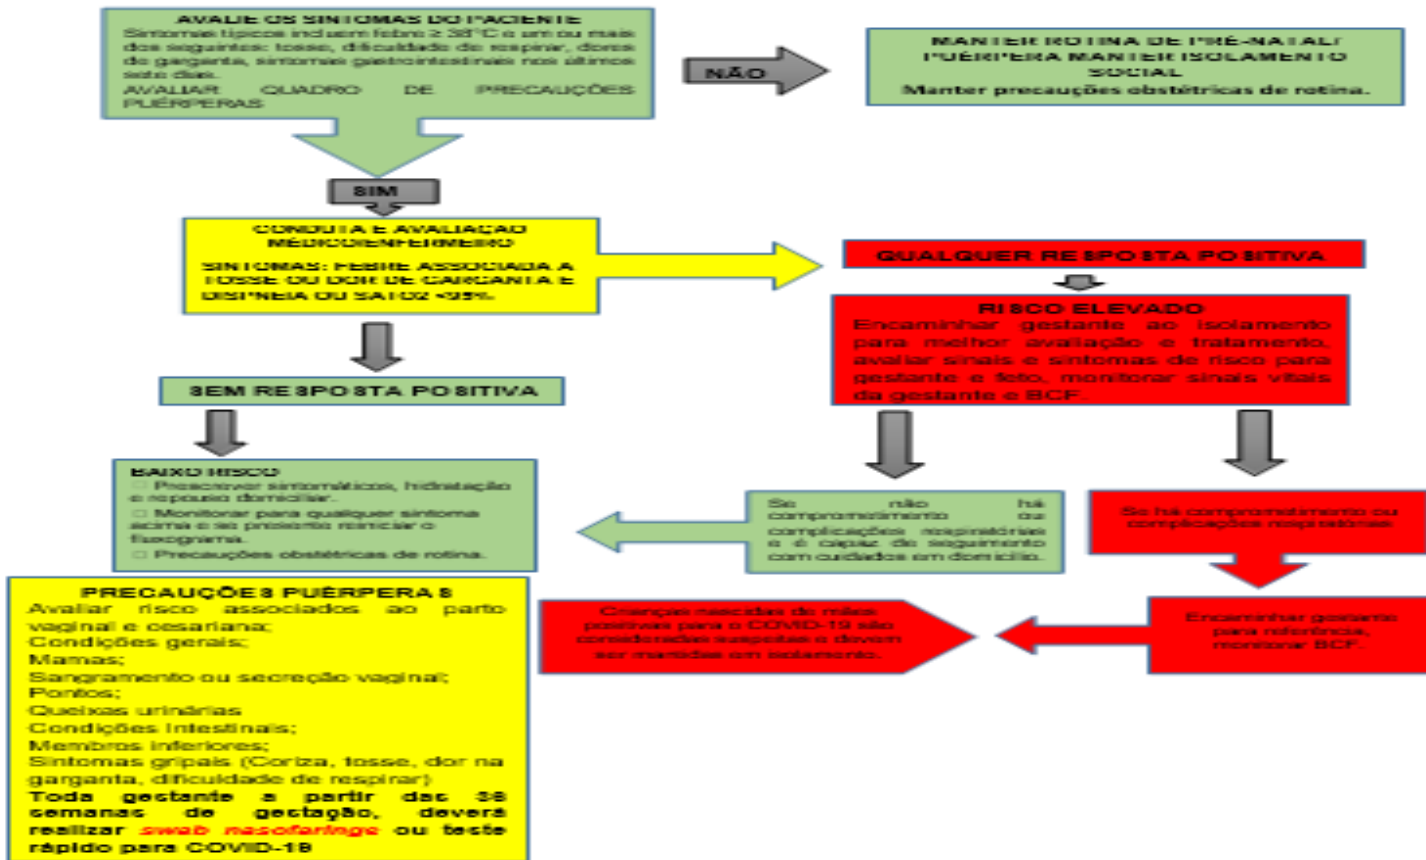 AVALIE OS SINTOMAS DO PACIENTE
Sintomas típicos incluem febre ≥ 38°C e um ou mais
dos seguintes: tosse, dificuldade de respirar, dores
de garganta, sintomas gastrointestinais nos últimos
sete dias.
AVALIAR QUADRO DE PRECAUÇÕES
PUÉRPERAS
NÃO
MANTER ROTINA DE PRÉ-NATAL/
PUÉRPERA MANTER ISOLAMENTO
SOCIAL
Manter precauções obstétricas de rotina.
SIM
CONDUTA E AVALIAÇÃO
MÉDICO/ENFERMEIRO
SINTOMAS: FEBRE ASSOCIADA A
TOSSE OU DOR DE GARGANTA E
DISPNEIA OU SATO2
QUALQUER RESPOSTA POSITIVA
RISCO ELEVADO
Encaminhar gestante ao isolamento
para melhor avaliação e tratamento,
avaliar sinais e sintomas de risco para
gestante e feto, monitorar sinais vitais
da gestante e BCF.
SEM RESPOSTA POSITIVA
BAIXO RISCO
□ Prescrever sintomáticos, hidratação
e repouso domiciliar.
□ Monitorar para qualquer sintoma
acima e se presente reiniciar o
fluxograma.
□ Precauções obstétricas de rotina.
Se não há
comprometimento ou
complicações respiratórias
e é capaz de seguimento
com cuidados em domicílio.
Se há comprometimento ou
complicações respiratórias
PRECAUÇÕES PUÉRPERAS
Avaliar risco associados ao parto
vaginal e cesariana;
Condições gerais;
Mamas;
Sangramento ou secreção vaginal;
Pontos;
Queixas urinárias
Condições Intestinais;
Membros inferiores;
Sintomas gripais (Coriza, tosse, dor na
garganta, dificuldade de respirar)
Toda gestante a partir das 36
semanas de gestação, deverá
realizar swab nasofaringe ou teste
rápido para COVID-19
Crianças nascidas de mães
positivas para o COVID-19 são
consideradas suspeitas e devem
ser mantidas em isolamento.
Encaminhar gestante
para referência,
monitorar BCF.